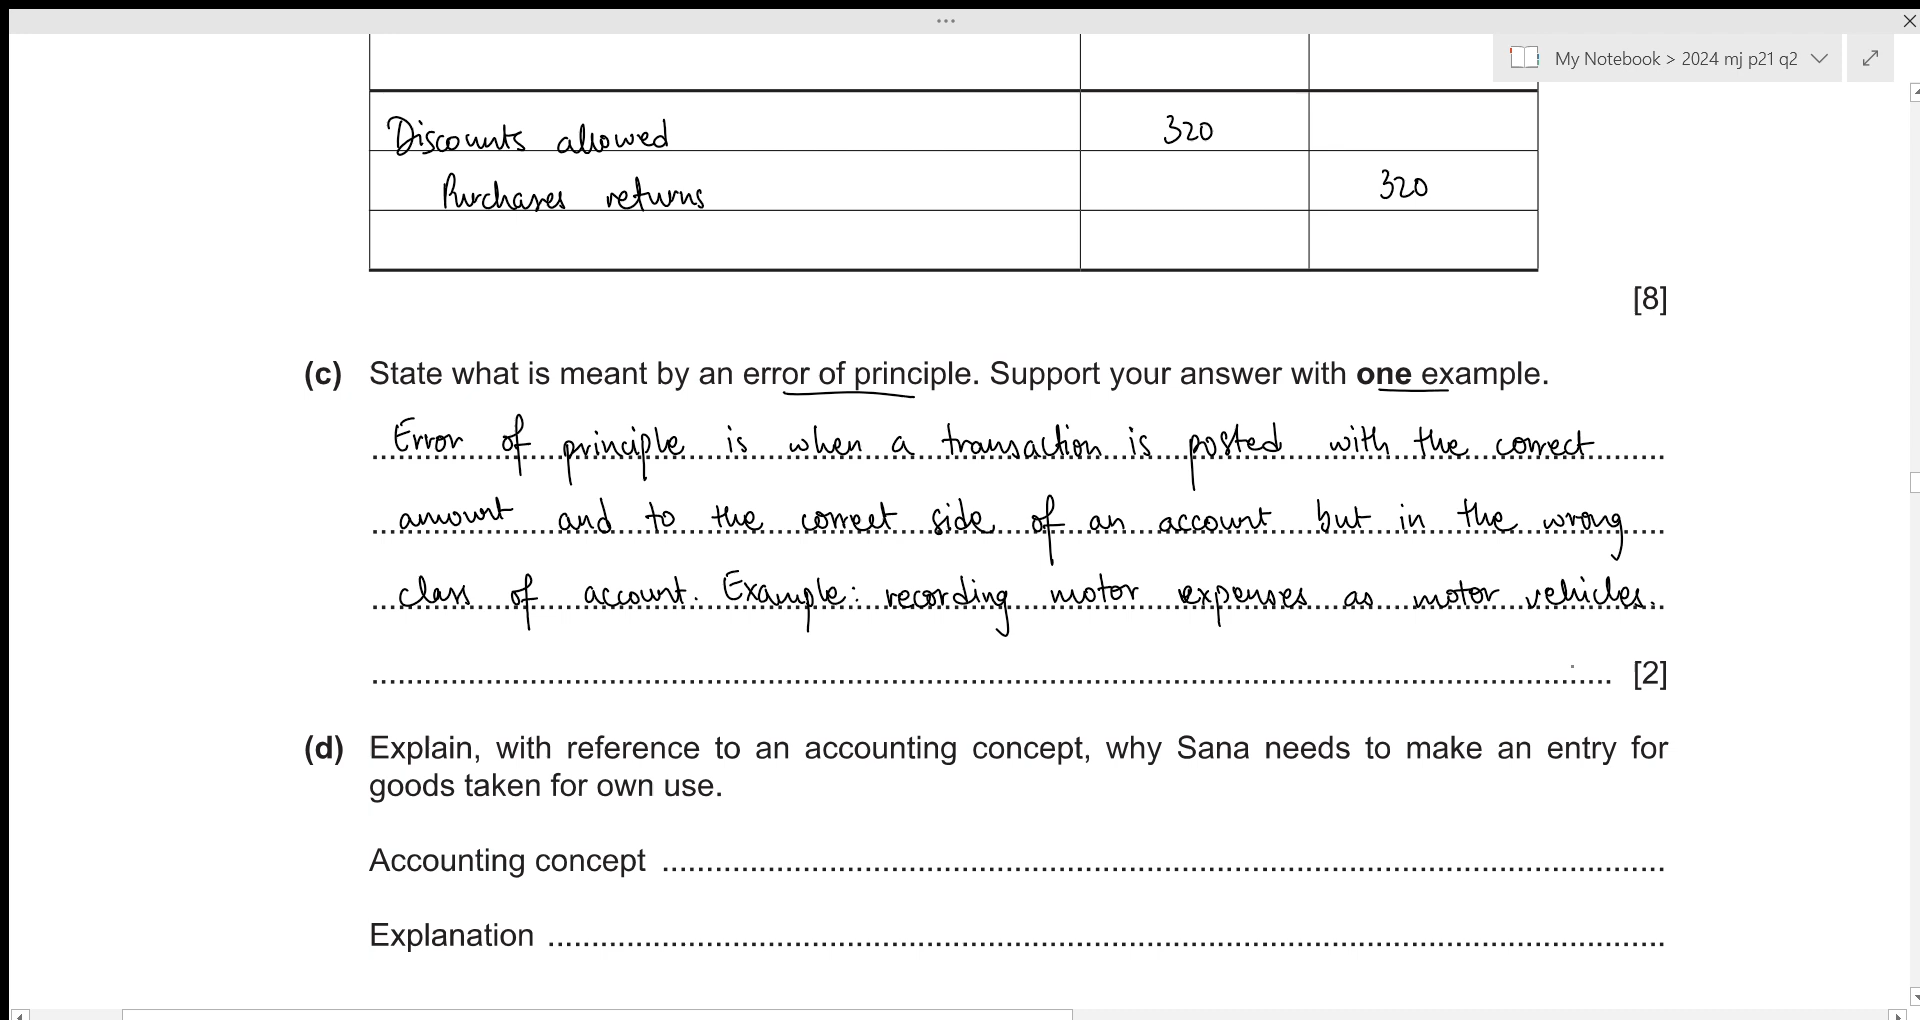 My Notebook > 2024 mj p21 q2
Discounts allowed 320
Purchases returns 320
[8]
(c) State what is meant by an error of principle. Support your answer with one example.
Error of principle is when a transaction is posted with the correct
amount and to the correct side of an account but in the wrong
class of account. Example: recording motor expenses as motor vehicles.
[2]
(d) Explain, with reference to an accounting concept, why Sana needs to make an entry for
goods taken for own use.
Accounting concept
Explanation